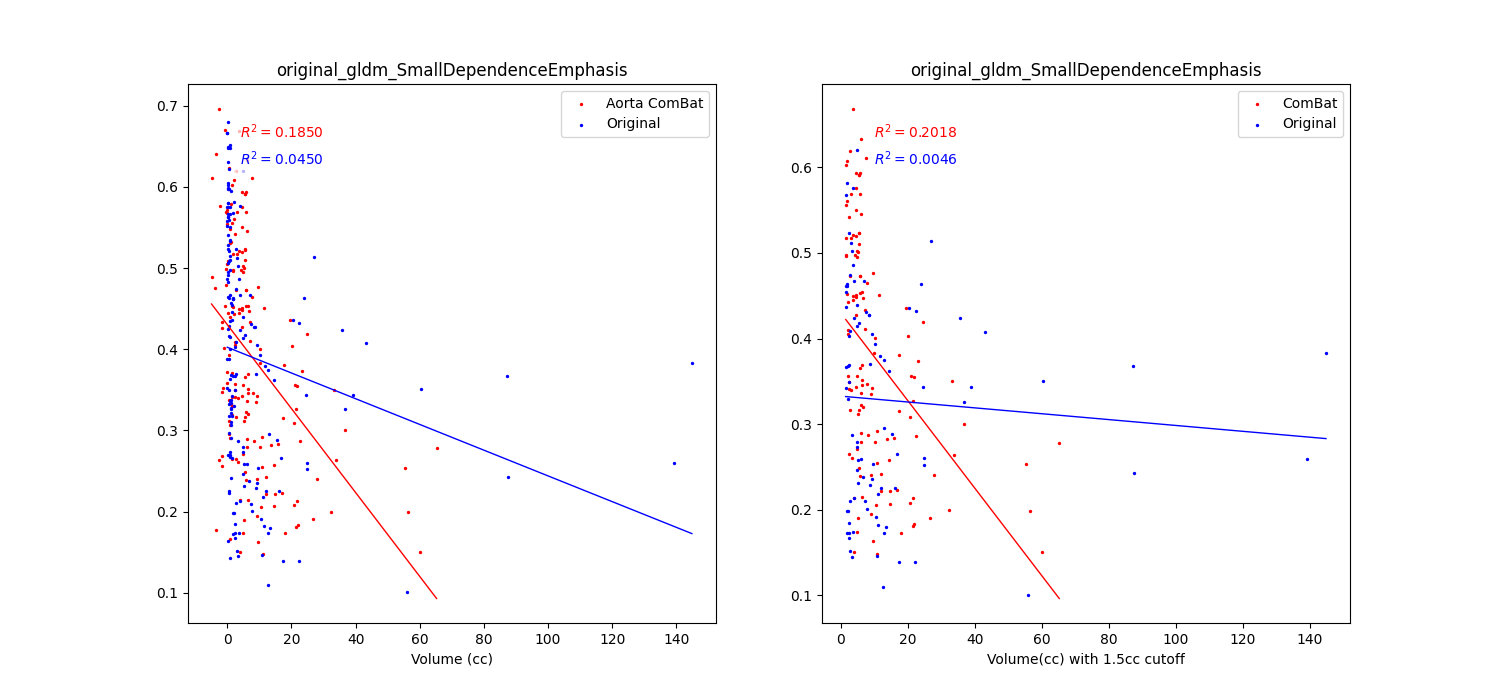 original_gldm_SmallDependenceEmphasis
Aorta ComBat
Original
R² = 0.1850
R² = 0.0450
0.7
0.6
0.5
0.4
0.3
0.2
0.1
0 20 40 60 80 100 120 140
Volume (cc)
original_gldm_SmallDependenceEmphasis
ComBat
Original
R² = 0.2018
R² = 0.0046
0.6
0.5
0.4
0.3
0.2
0.1
0 20 40 60 80 100 120 140
Volume(cc) with 1.5cc cutoff